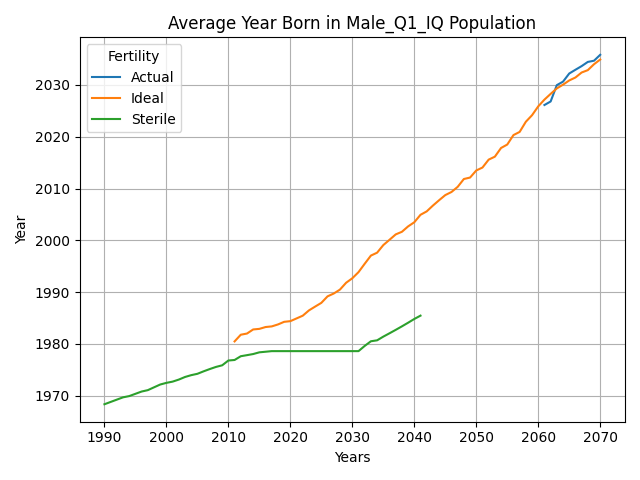 Average Year Born in Male_Q1_IQ Population
Fertility
Actual
Ideal
Sterile
Year
2030
2020
2010
2000
1990
1980
1970
1990 2000 2010 2020 2030 2040 2050 2060 2070
Years